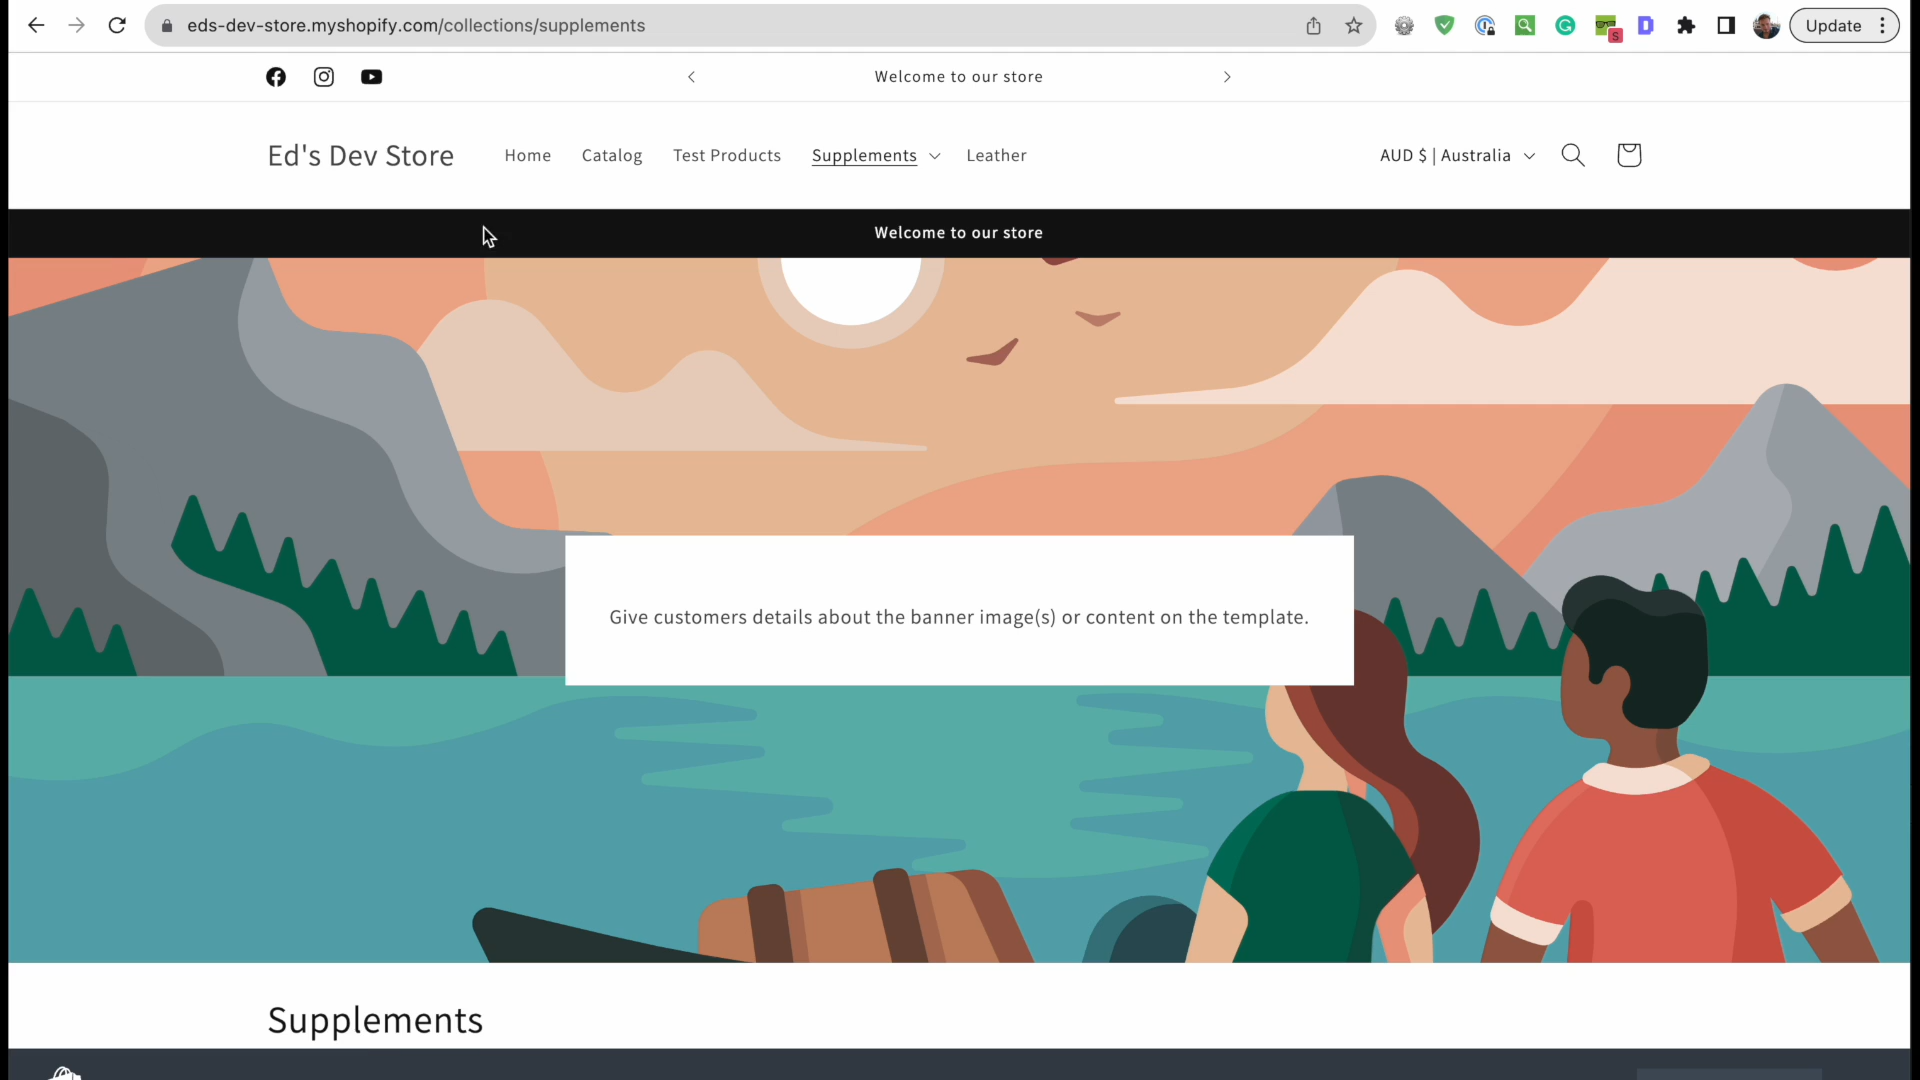 eds-dev-store.myshopify.com/collections/supplements
Update
Welcome to our store
Ed's Dev Store
Home
Catalog
Test Products
Supplements
Leather
AUD $ | Australia
Welcome to our store
Give customers details about the banner image(s) or content on the template.
Supplements